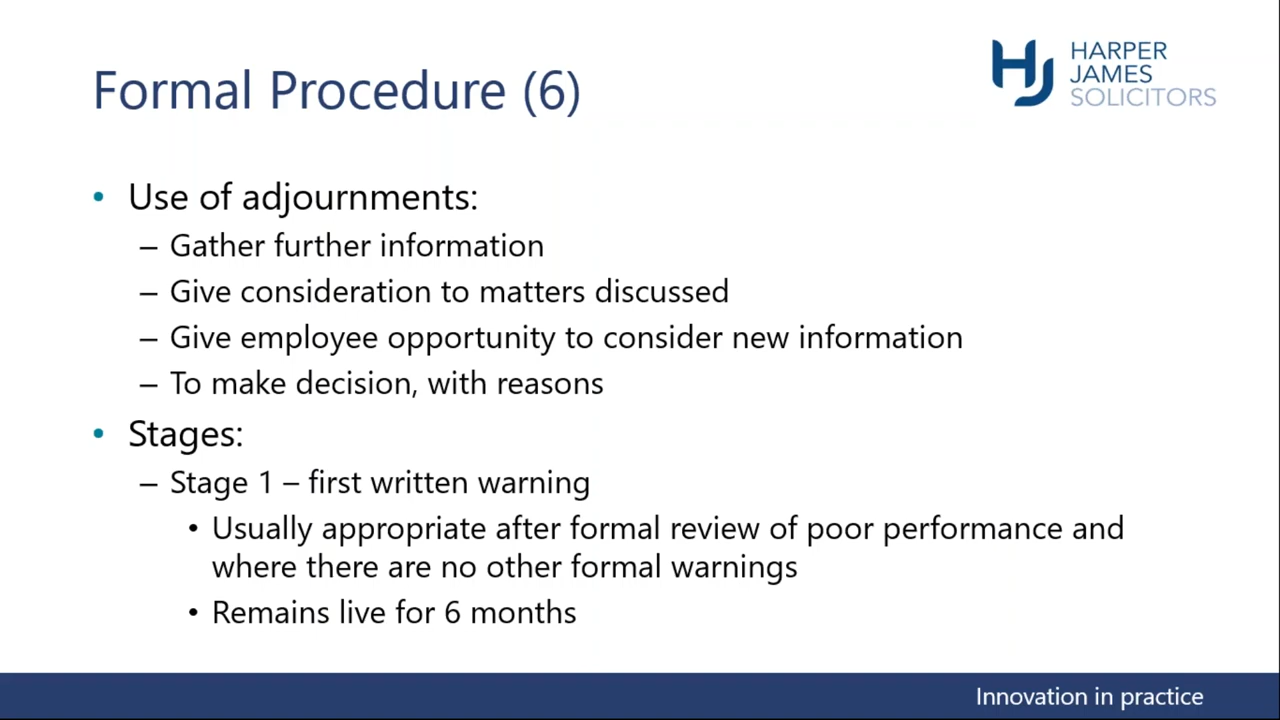 Formal Procedure (6)
HARPER
JAMES
SOLICITORS
• Use of adjournments:
– Gather further information
– Give consideration to matters discussed
– Give employee opportunity to consider new information
– To make decision, with reasons
• Stages:
– Stage 1 – first written warning
• Usually appropriate after formal review of poor performance and
where there are no other formal warnings
• Remains live for 6 months
Innovation in practice